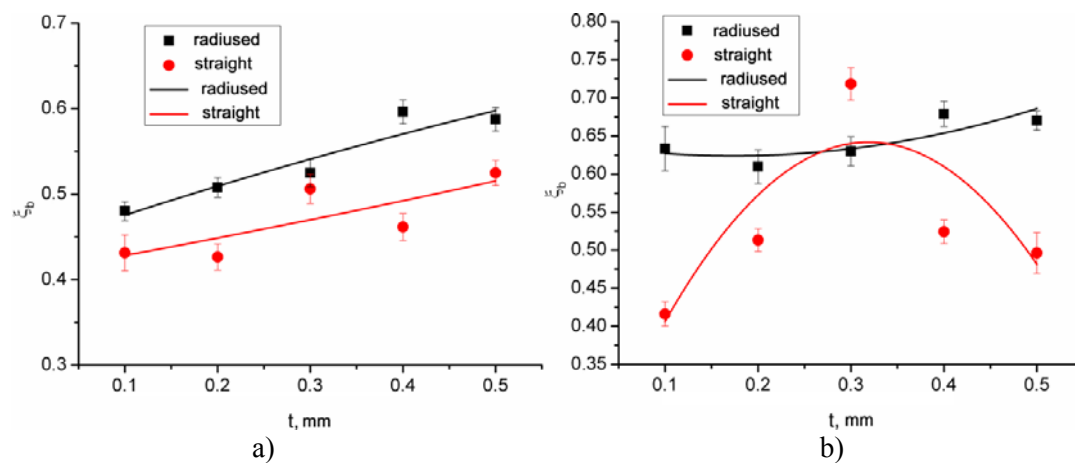 0.7
0.6
0.5
0.4
0.3
ξb
radiused
straight
radiused
straight
0.1 0.2 0.3 0.4 0.5
t, mm
a)
0.80
0.75
0.70
0.65
0.60
0.55
0.50
0.45
0.40
0.35
ξb
radiused
straight
radiused
straight
0.1 0.2 0.3 0.4 0.5
t, mm
b)